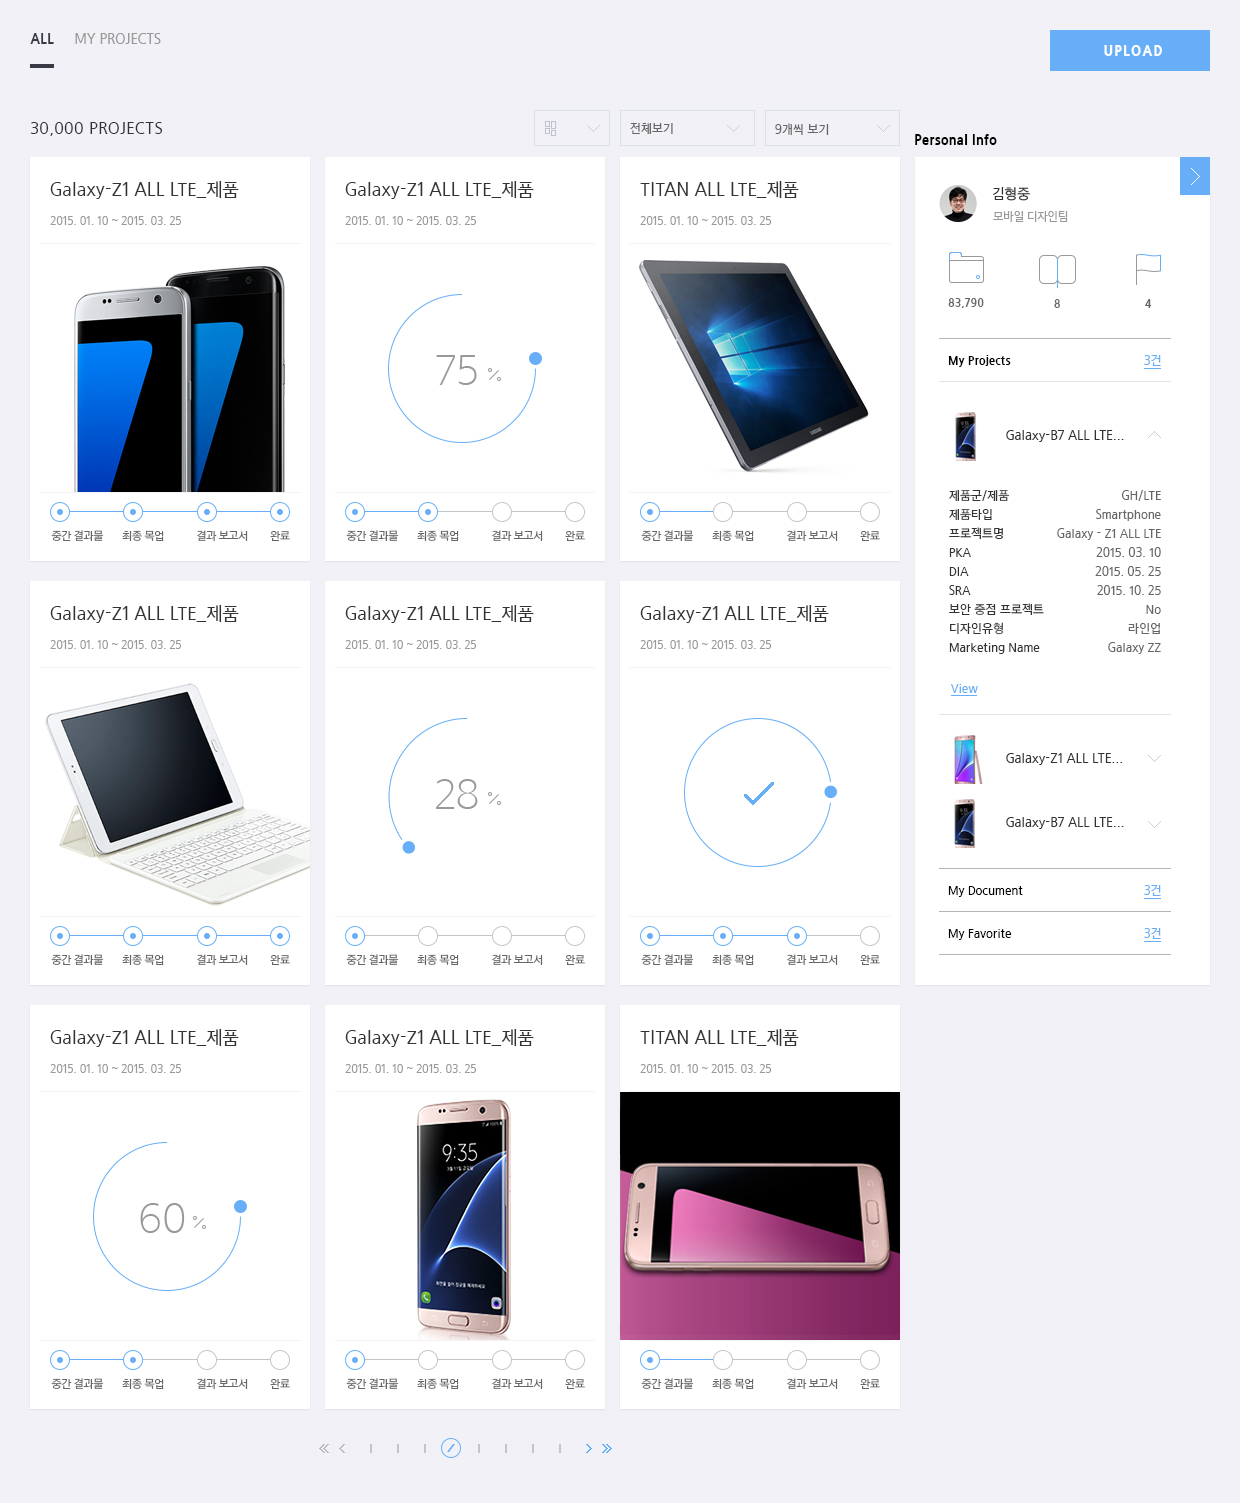 ALL MY PROJECTS
UPLOAD
30,000 PROJECTS
전체보기
9개씩 보기
Personal Info
Galaxy-Z1 ALL LTE_제품
2015. 01. 10 ~ 2015. 03. 25
중간 결과물 최종 목업 결과 보고서 완료
Galaxy-Z1 ALL LTE_제품
2015. 01. 10 ~ 2015. 03. 25
75 %
중간 결과물 최종 목업 결과 보고서 완료
TITAN ALL LTE_제품
2015. 01. 10 ~ 2015. 03. 25
SAMSUNG
중간 결과물 최종 목업 결과 보고서 완료
Galaxy-Z1 ALL LTE_제품
2015. 01. 10 ~ 2015. 03. 25
중간 결과물 최종 목업 결과 보고서 완료
Galaxy-Z1 ALL LTE_제품
2015. 01. 10 ~ 2015. 03. 25
28 %
중간 결과물 최종 목업 결과 보고서 완료
Galaxy-Z1 ALL LTE_제품
2015. 01. 10 ~ 2015. 03. 25
중간 결과물 최종 목업 결과 보고서 완료
Galaxy-Z1 ALL LTE_제품
2015. 01. 10 ~ 2015. 03. 25
60 %
중간 결과물 최종 목업 결과 보고서 완료
Galaxy-Z1 ALL LTE_제품
2015. 01. 10 ~ 2015. 03. 25
9:35
중간 결과물 최종 목업 결과 보고서 완료
TITAN ALL LTE_제품
2015. 01. 10 ~ 2015. 03. 25
중간 결과물 최종 목업 결과 보고서 완료
김형중
모바일 디자인팀
83,790 8 4
My Projects 3건
Galaxy-B7 ALL LTE...
제품군/제품 GH/LTE
제품타입 Smartphone
프로젝트명 Galaxy - Z1 ALL LTE
PKA 2015. 03. 10
DIA 2015. 05. 25
SRA 2015. 10. 25
보안 중점 프로젝트 No
디자인유형 라인업
Marketing Name Galaxy ZZ
View
Galaxy-Z1 ALL LTE...
Galaxy-B7 ALL LTE...
My Document 3건
My Favorite 3건